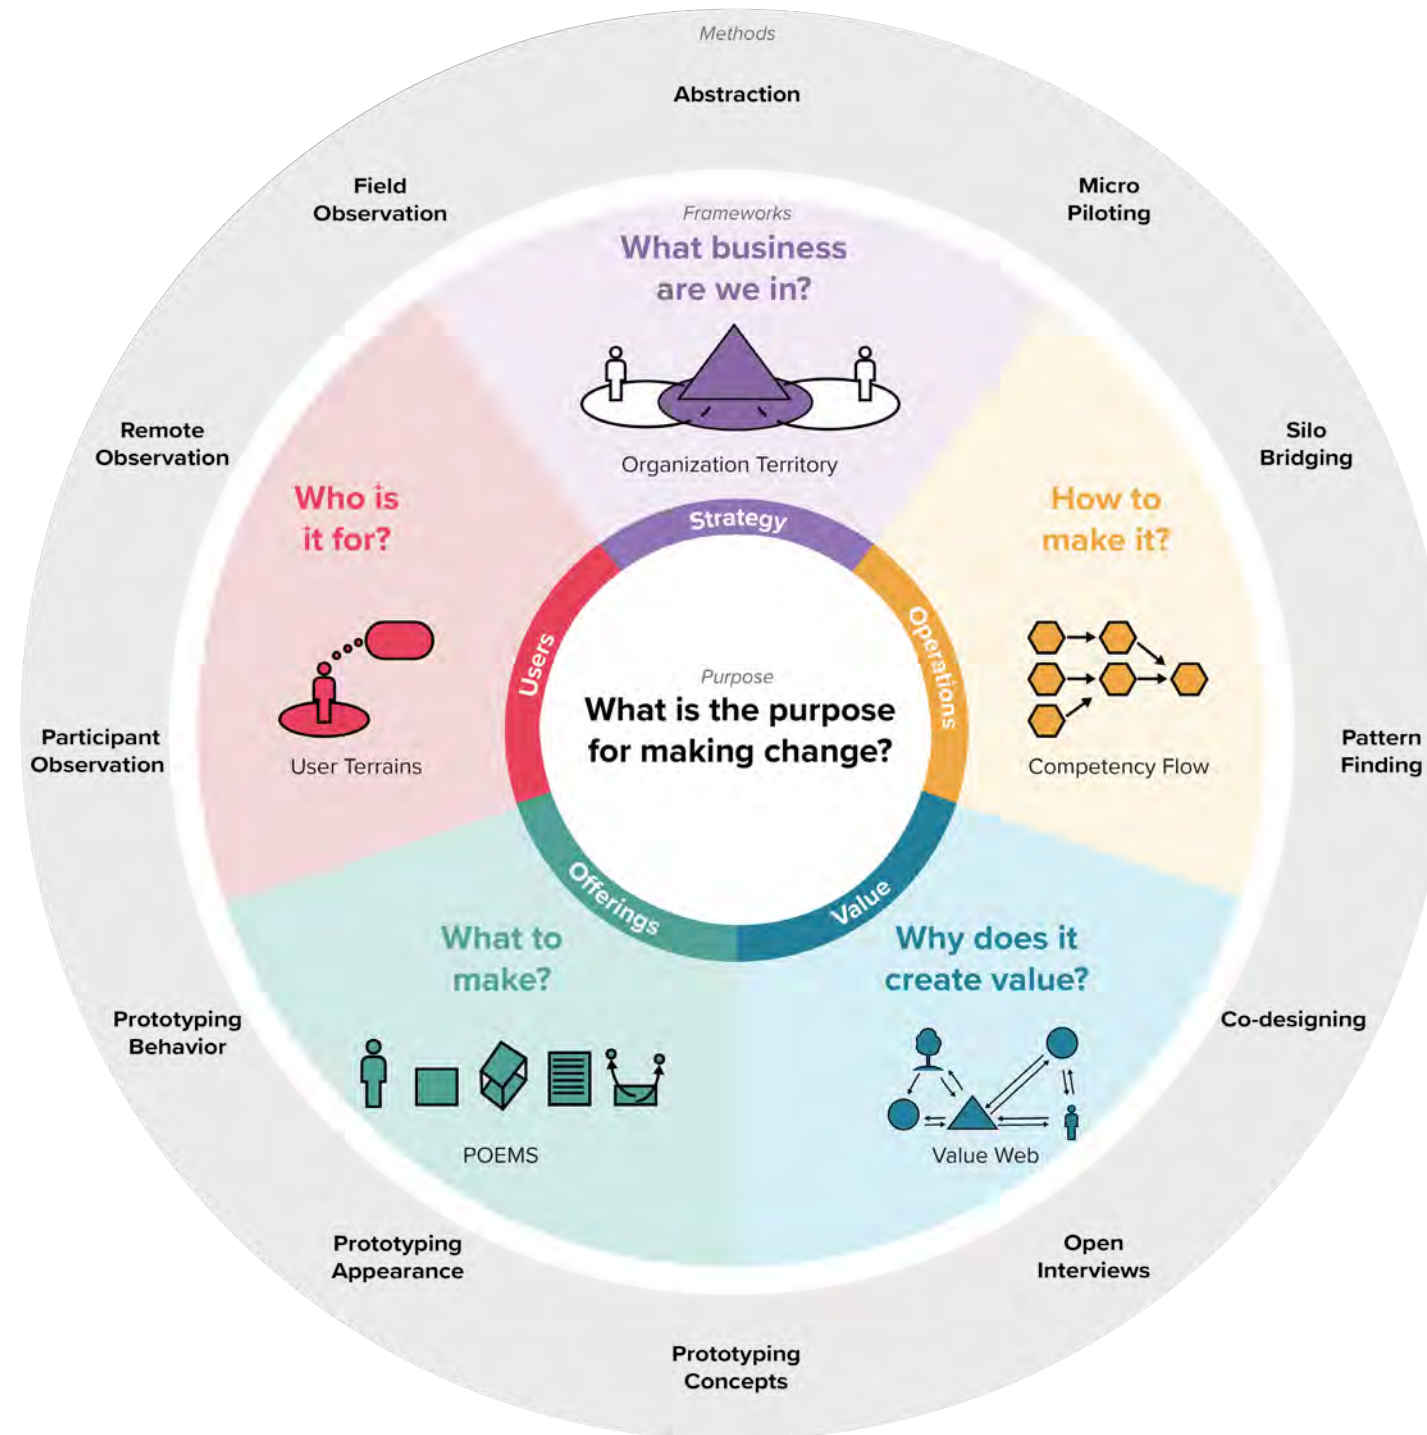 Methods
Abstraction
Field
Observation
Micro
Piloting
Remote
Observation
Silo
Bridging
Participant
Observation
Pattern
Finding
Prototyping
Behavior
Co-designing
Prototyping
Appearance
Open
Interviews
Prototyping
Concepts
Frameworks
What business
are we in?
Organization Territory
Strategy
Who is
it for?
User Terrains
Users
How to
make it?
Competency Flow
Operations
Purpose
What is the purpose
for making change?
Offerings
What to
make?
POEMS
Value
Why does it
create value?
Value Web